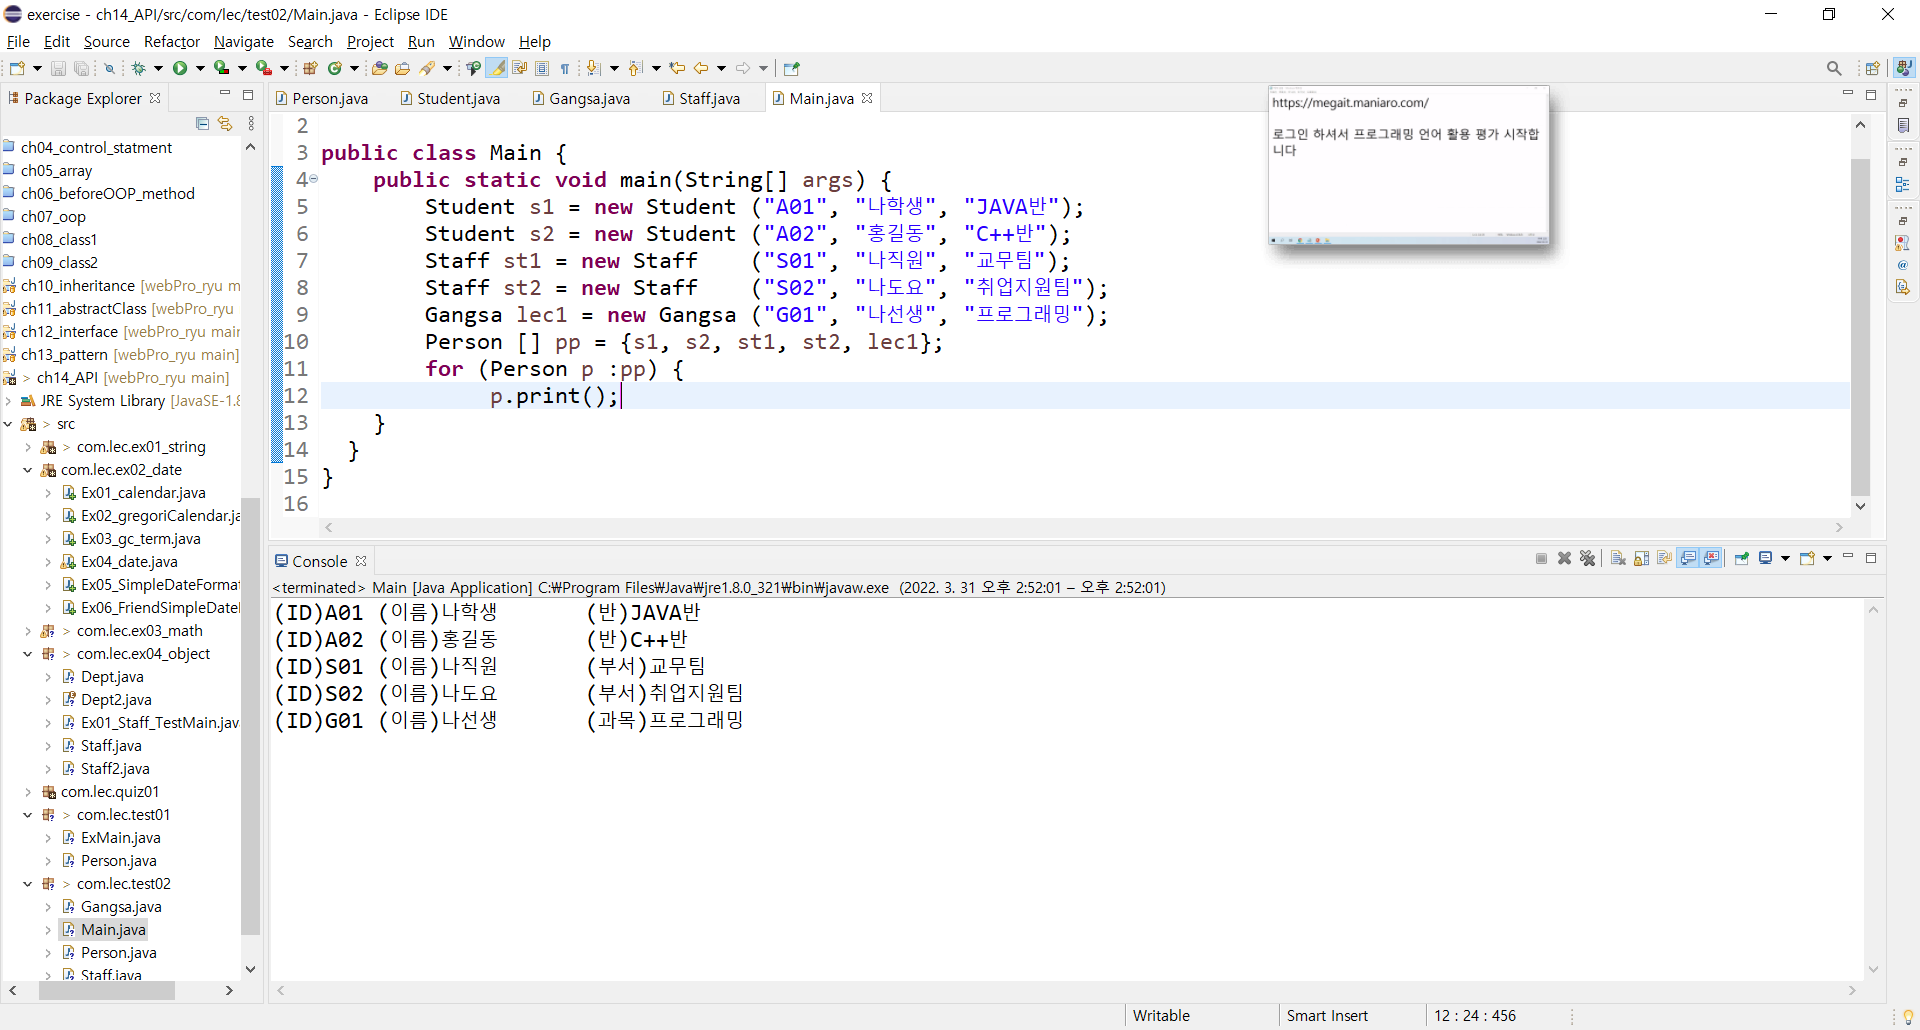 exercise - ch14_API/src/com/lec/test02/Main.java - Eclipse IDE
File Edit Source Refactor Navigate Search Project Run Window Help
Package Explorer
ch04_control_statment
ch05_array
ch06_beforeOOP_method
ch07_oop
ch08_class1
ch09_class2
ch10_inheritance [webPro_ryu m
ch11_abstractClass [webPro_ryu
ch12_interface [webPro_ryu main
ch13_pattern [webPro_ryu main]
> ch14_API [webPro_ryu main]
JRE System Library [JavaSE-1.8
> src
> com.lec.ex01_string
com.lec.ex02_date
Ex01_calendar.java
Ex02_gregoriCalendar.ja
Ex03_gc_term.java
Ex04_date.java
Ex05_SimpleDateFormat
Ex06_FriendSimpleDate
> com.lec.ex03_math
> com.lec.ex04_object
Dept.java
Dept2.java
Ex01_Staff_TestMain.java
Staff.java
Staff2.java
com.lec.quiz01
> com.lec.test01
ExMain.java
Person.java
> com.lec.test02
Gangsa.java
Main.java
Person.java
Staff.java
Person.java Student.java Gangsa.java Staff.java Main.java
2
3 public class Main {
4 public static void main(String[] args) {
5 Student s1 = new Student ("A01", "나학생", "JAVA반");
6 Student s2 = new Student ("A02", "홍길동", "C++반");
7 Staff st1 = new Staff ("S01", "나직원", "교무팀");
8 Staff st2 = new Staff ("S02", "나도요", "취업지원팀");
9 Gangsa lec1 = new Gangsa ("G01", "나선생", "프로그래밍");
10 Person [] pp = {s1, s2, st1, st2, lec1};
11 for (Person p :pp) {
12 p.print();
13 }
14 }
15 }
16
https://megait.maniaro.com/
로그인 하셔서 프로그래밍 언어 활용 평가 시작합
니다
Console
<terminated> Main [Java Application] C:₩Program Files₩Java₩jre1.8.0_321₩bin₩javaw.exe (2022. 3. 31 오후 2:52:01 – 오후 2:52:01)
(ID)A01 (이름)나학생 (반)JAVA반
(ID)A02 (이름)홍길동 (반)C++반
(ID)S01 (이름)나직원 (부서)교무팀
(ID)S02 (이름)나도요 (부서)취업지원팀
(ID)G01 (이름)나선생 (과목)프로그래밍
Writable Smart Insert 12 : 24 : 456